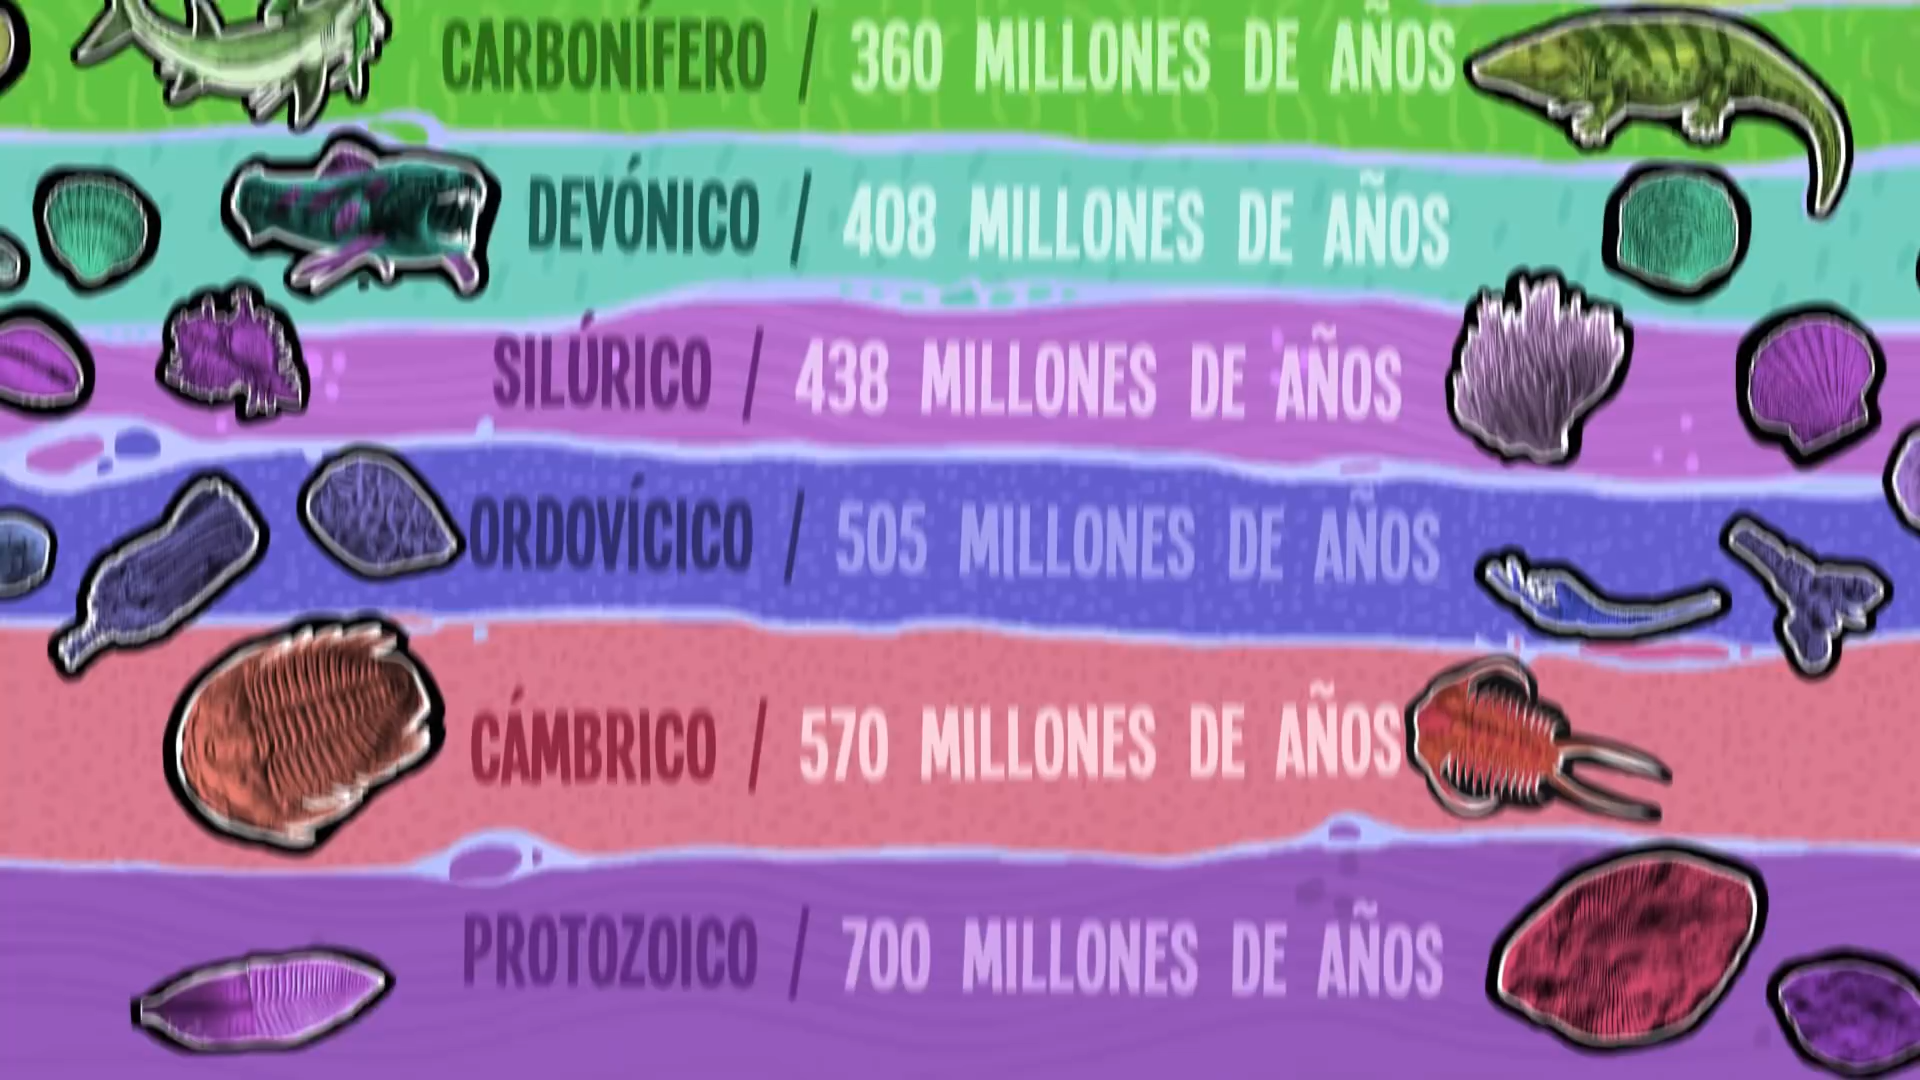 CARBONÍFERO / 360 MILLONES DE AÑOS
DEVÓNICO / 408 MILLONES DE AÑOS
SILÚRICO / 438 MILLONES DE AÑOS
ORDOVÍCICO / 505 MILLONES DE AÑOS
CÁMBRICO / 570 MILLONES DE AÑOS
PROTOZOICO / 700 MILLONES DE AÑOS